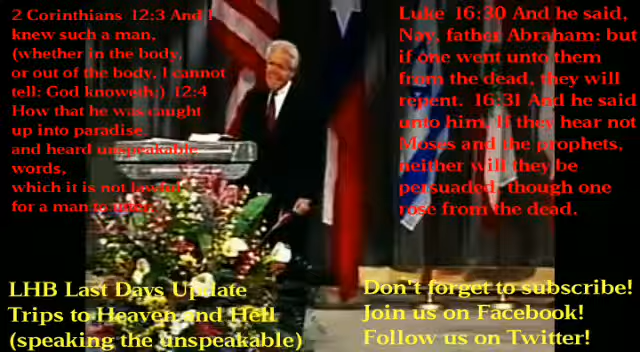 2 Corinthians 12:3 And I
knew such a man,
(whether in the body,
or out of the body, I cannot
tell: God knoweth;) 12:4
How that he was caught
up into paradise,
and heard unspeakable
words,
which it is not lawful
for a man to utter.
Luke 16:30 And he said,
Nay, father Abraham: but
if one went unto them
from the dead, they will
repent. 16:31 And he said
unto him, If they hear not
Moses and the prophets,
neither will they be
persuaded, though one
rose from the dead.
LHB Last Days Update
Trips to Heaven and Hell
(speaking the unspeakable)
Don't forget to subscribe!
Join us on Facebook!
Follow us on Twitter!